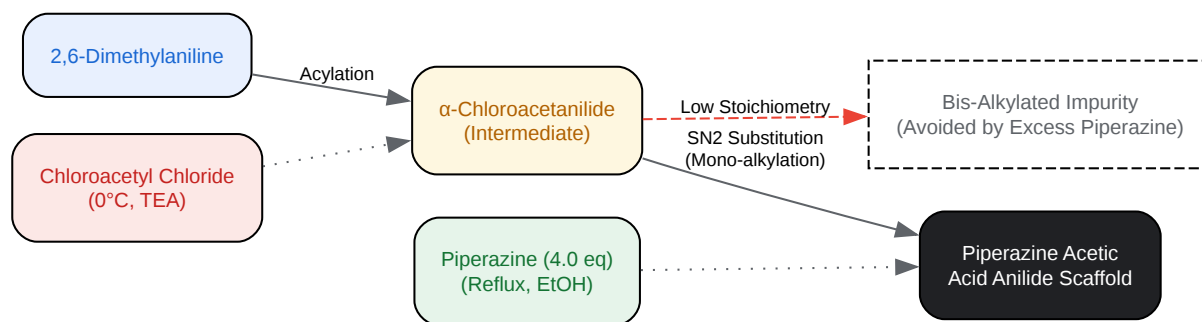 2,6-Dimethylaniline
Acylation
Chloroacetyl Chloride
(0°C, TEA)
α-Chloroacetanilide
(Intermediate)
Low Stoichiometry
SN2 Substitution
(Mono-alkylation)
Bis-Alkylated Impurity
(Avoided by Excess Piperazine)
Piperazine (4.0 eq)
(Reflux, EtOH)
Piperazine Acetic
Acid Anilide Scaffold